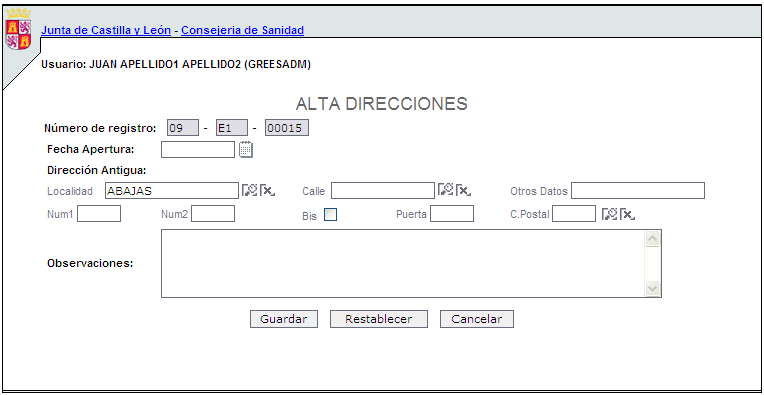 Junta de Castilla y León - Consejeria de Sanidad
Usuario: JUAN APELLIDO1 APELLIDO2 (GREESADM)
ALTA DIRECCIONES
Número de registro: 09 - E1 - 00015
Fecha Apertura:
Dirección Antigua:
Localidad ABAJAS Calle Otros Datos
Num1 Num2 Bis Puerta C.Postal
Observaciones:
Guardar Restablecer Cancelar